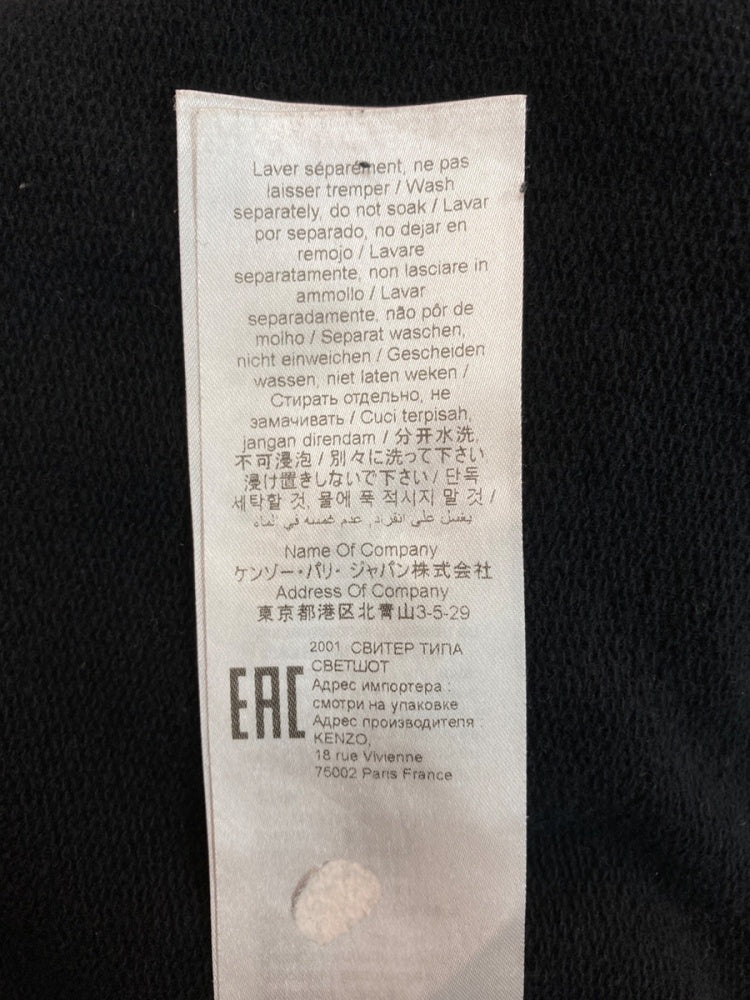 Laver séparément, ne pas
laisser tremper / Wash
separately, do not soak / Lavar
por separado, no dejar en
remojo / Lavare
separatamente, non lasciare in
ammollo / Lavar
separadamente, não pôr de
molho / Separat waschen,
nicht einweichen / Gescheiden
wassen, niet laten weken /
Стирать отдельно, не
замачивать / Cuci terpisah,
jangan direndam / 分开水洗,
不可浸泡 / 別々に洗って下さい
浸け置きしないで下さい / 단독
세탁할 것, 물에 푹 적시지 말 것 /
يغسل على انفراد, عدم غمسه في الماء
Name Of Company
ケンゾー・パリ・ジャパン株式会社
Address Of Company
東京都港区北青山3-5-29
EAC
2001 СВИТЕР ТИПА
СВЕТШОТ
Адрес импортера :
смотри на упаковке
Адрес производителя :
KENZO,
18 rue Vivienne
75002 Paris France